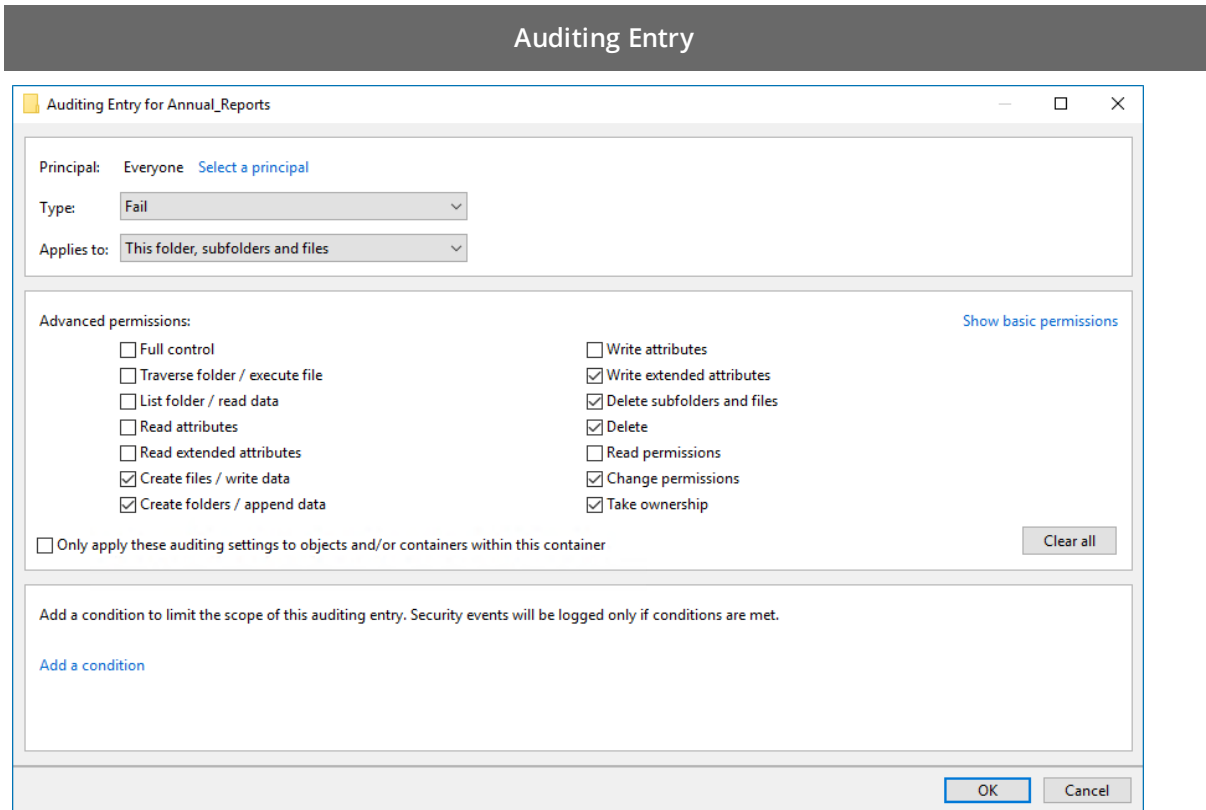 Auditing Entry
Auditing Entry for Annual_Reports
Principal: Everyone Select a principal
Type: Fail
Applies to: This folder, subfolders and files
Advanced permissions: Show basic permissions
Full control Write attributes
Traverse folder / execute file Write extended attributes
List folder / read data Delete subfolders and files
Read attributes Delete
Read extended attributes Read permissions
Create files / write data Change permissions
Create folders / append data Take ownership
Only apply these auditing settings to objects and/or containers within this container Clear all
Add a condition to limit the scope of this auditing entry. Security events will be logged only if conditions are met.
Add a condition
OK Cancel